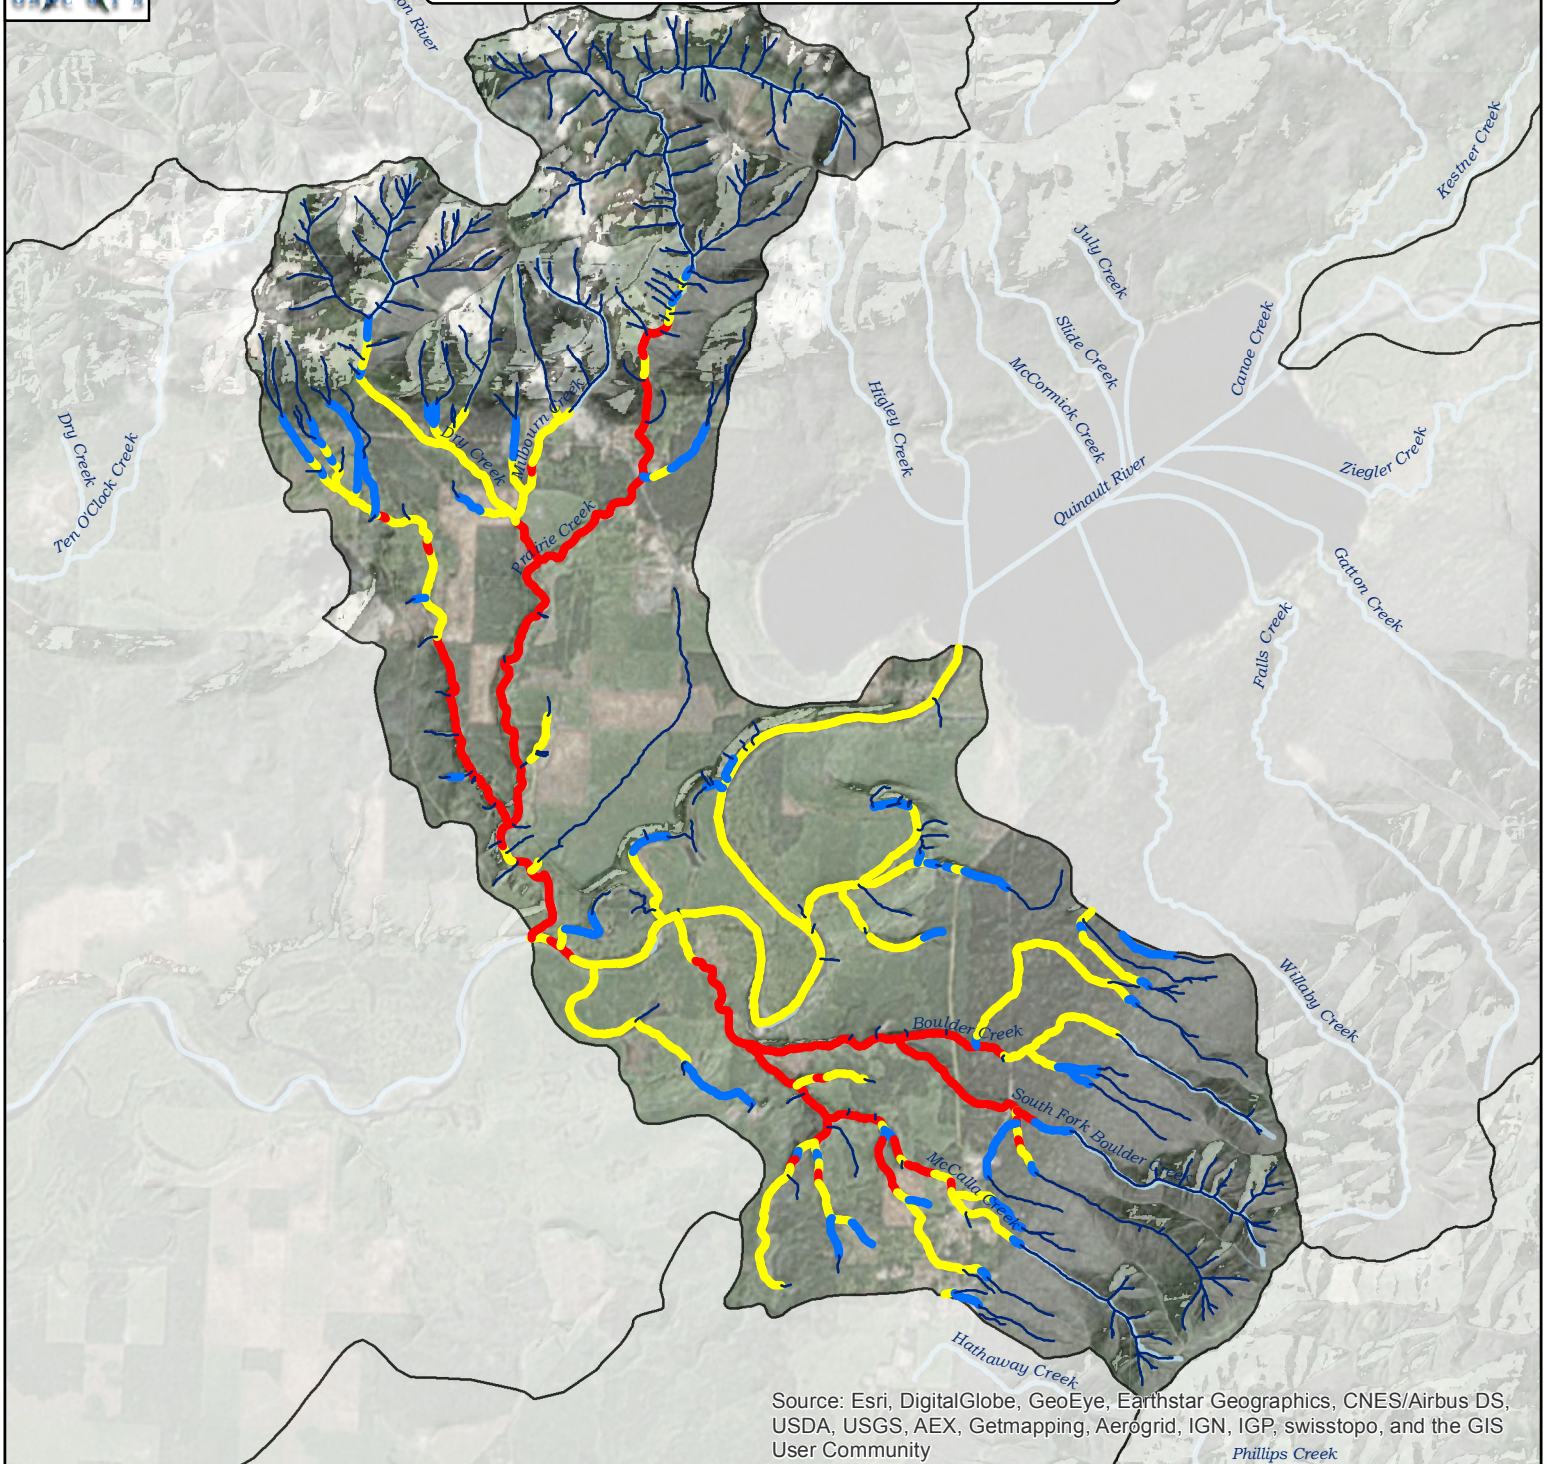 on River
Kestner Creek
July Creek
Slide Creek
McCormick Creek
Canoe Creek
Higley Creek
Dry Creek
Ten O'Clock Creek
Dry Creek
Milbourn Creek
Prairie Creek
Quinault River
Ziegler Creek
Gatton Creek
Falls Creek
Willaby Creek
Boulder Creek
South Fork Boulder Creek
McCalla Creek
Hathaway Creek
Source: Esri, DigitalGlobe, GeoEye, Earthstar Geographics, CNES/Airbus DS,
USDA, USGS, AEX, Getmapping, Aerogrid, IGN, IGP, swisstopo, and the GIS
User Community
Phillips Creek